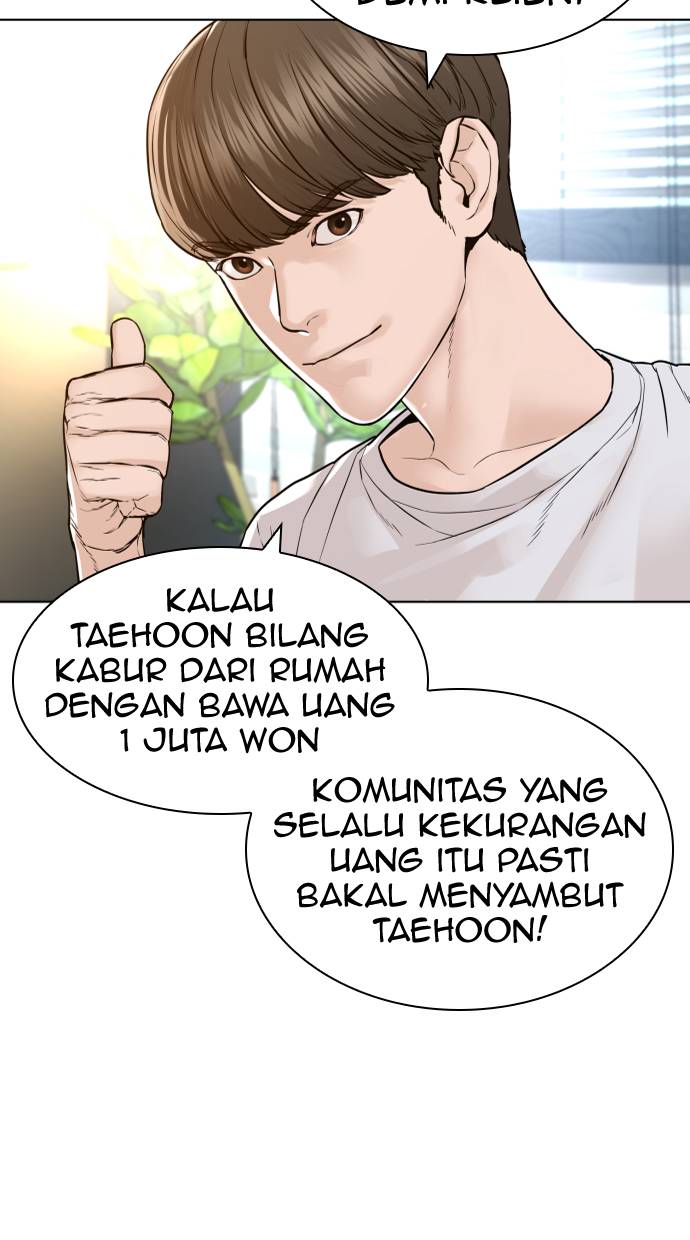 KALAU
TAEHOON BILANG
KABUR DARI RUMAH
DENGAN BAWA UANG
1 JUTA WON
KOMUNITAS YANG
SELALU KEKURANGAN
UANG ITU PASTI
BAKAL MENYAMBUT
TAEHOON!